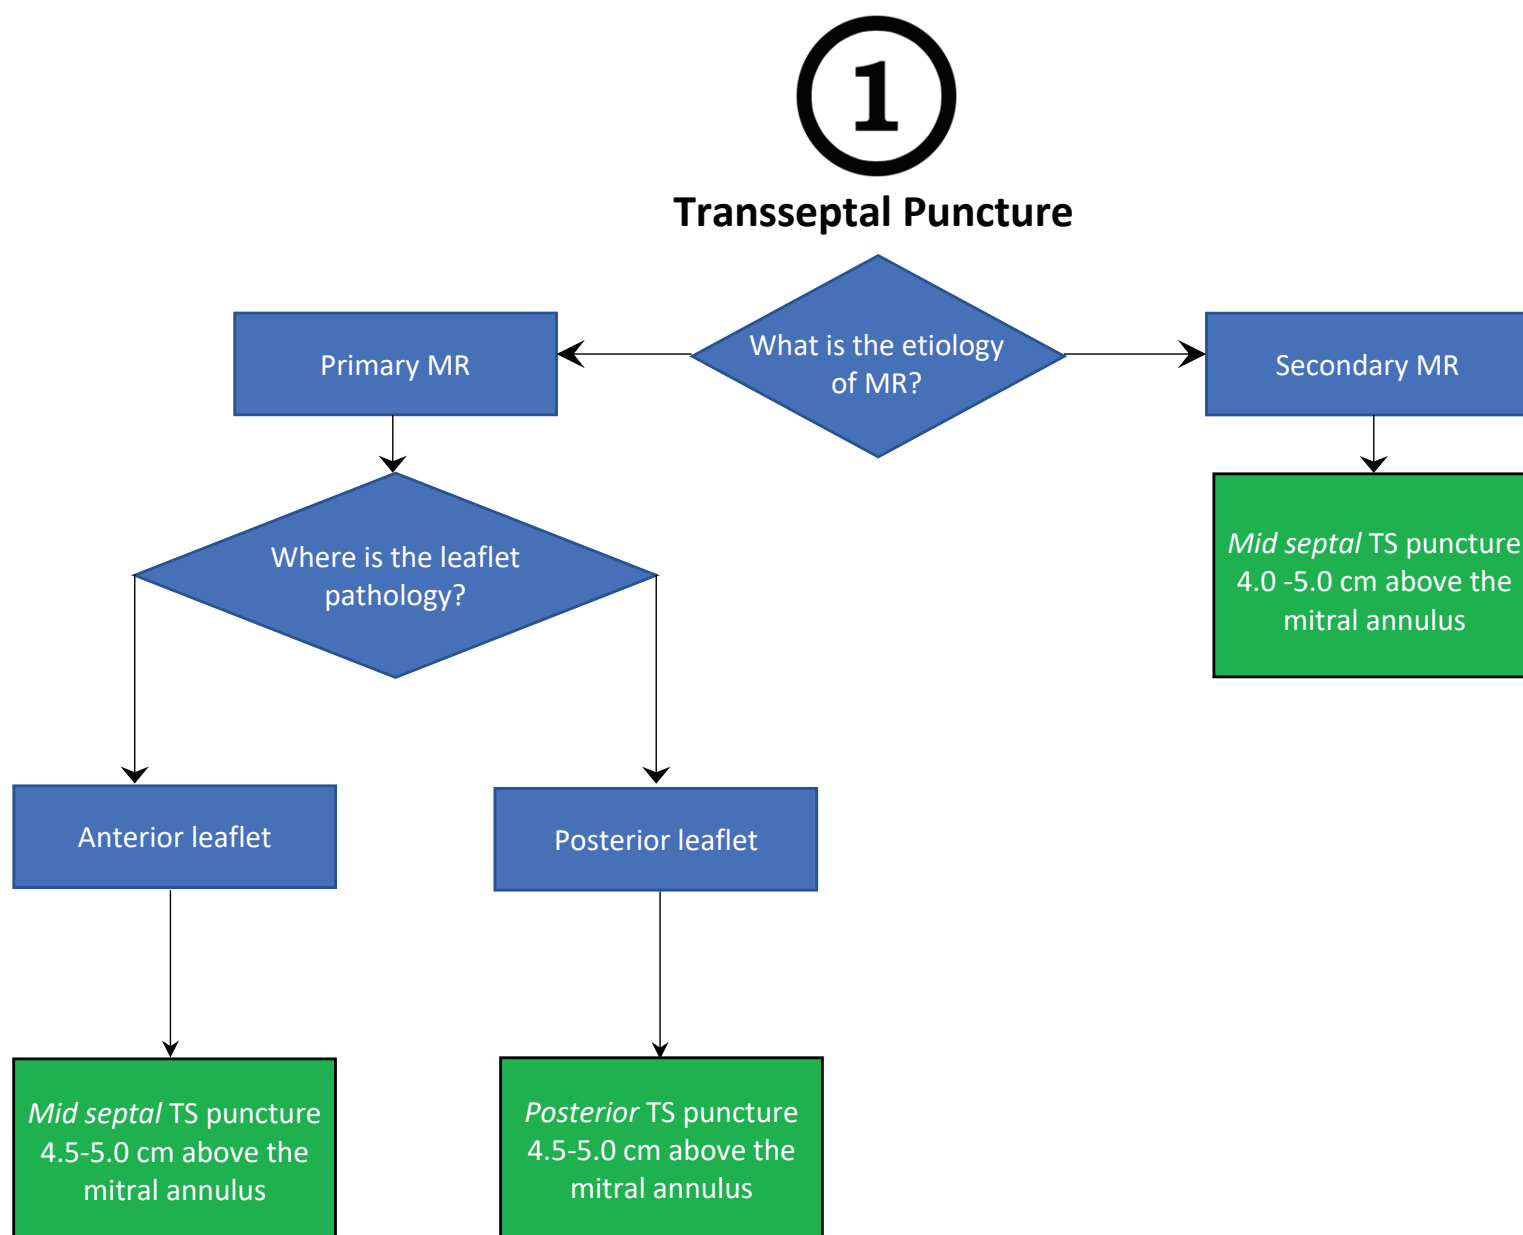 1
Transseptal Puncture
What is the etiology
of MR?
Primary MR
Secondary MR
Where is the leaflet
pathology?
Mid septal TS puncture
4.0 -5.0 cm above the
mitral annulus
Anterior leaflet
Posterior leaflet
Mid septal TS puncture
4.5-5.0 cm above the
mitral annulus
Posterior TS puncture
4.5-5.0 cm above the
mitral annulus